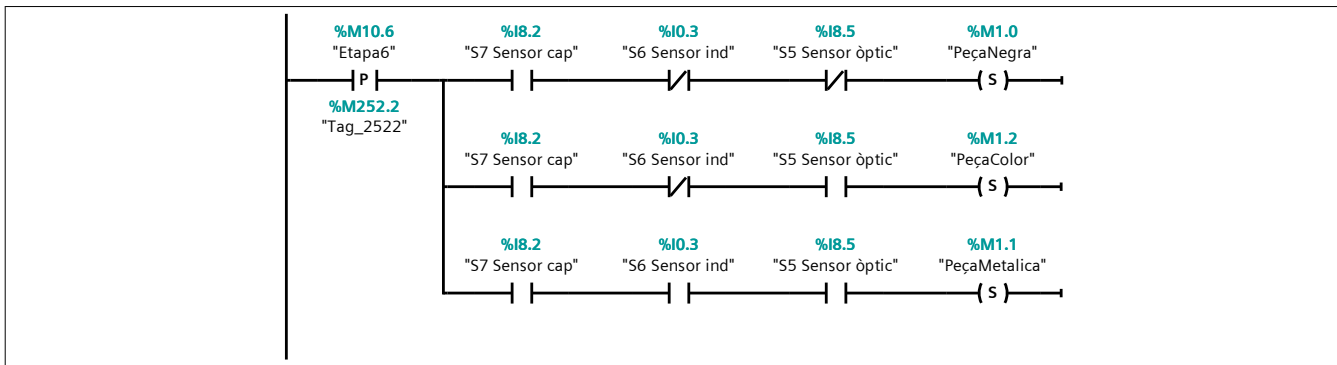 %M10.6 %I8.2 %I0.3 %I8.5 %M1.0
"Etapa6" "S7 Sensor cap" "S6 Sensor ind" "S5 Sensor òptic" "PeçaNegra"
P S
%M252.2
"Tag_2522"
%I8.2 %I0.3 %I8.5 %M1.2
"S7 Sensor cap" "S6 Sensor ind" "S5 Sensor òptic" "PeçaColor"
S
%I8.2 %I0.3 %I8.5 %M1.1
"S7 Sensor cap" "S6 Sensor ind" "S5 Sensor òptic" "PeçaMetalica"
S